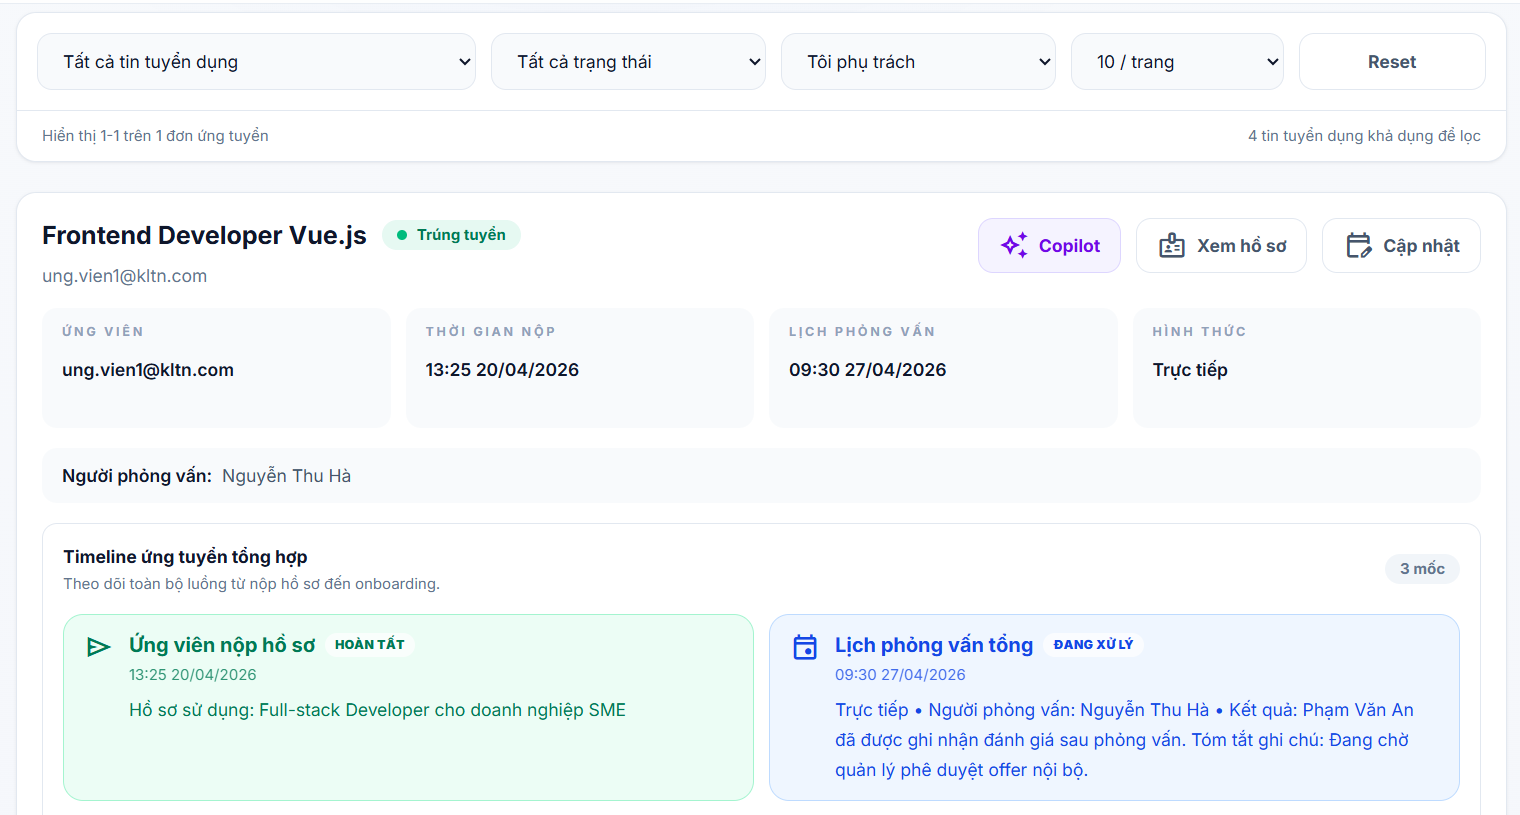 Tất cả tin tuyển dụng
Tất cả trạng thái
Tôi phụ trách
10 / trang
Reset
Hiển thị 1-1 trên 1 đơn ứng tuyển
4 tin tuyển dụng khả dụng để lọc
Frontend Developer Vue.js
Trúng tuyển
Copilot
Xem hồ sơ
Cập nhật
ung.vien1@kltn.com
ỨNG VIÊN
ung.vien1@kltn.com
THỜI GIAN NỘP
13:25 20/04/2026
LỊCH PHỎNG VẤN
09:30 27/04/2026
HÌNH THỨC
Trực tiếp
Người phỏng vấn: Nguyễn Thu Hà
Timeline ứng tuyển tổng hợp
Theo dõi toàn bộ luồng từ nộp hồ sơ đến onboarding.
3 mốc
Ứng viên nộp hồ sơ
HOÀN TẤT
13:25 20/04/2026
Hồ sơ sử dụng: Full-stack Developer cho doanh nghiệp SME
Lịch phỏng vấn tổng
ĐANG XỬ LÝ
09:30 27/04/2026
Trực tiếp • Người phỏng vấn: Nguyễn Thu Hà • Kết quả: Phạm Văn An
đã được ghi nhận đánh giá sau phỏng vấn. Tóm tắt ghi chú: Đang chờ
quản lý phê duyệt offer nội bộ.